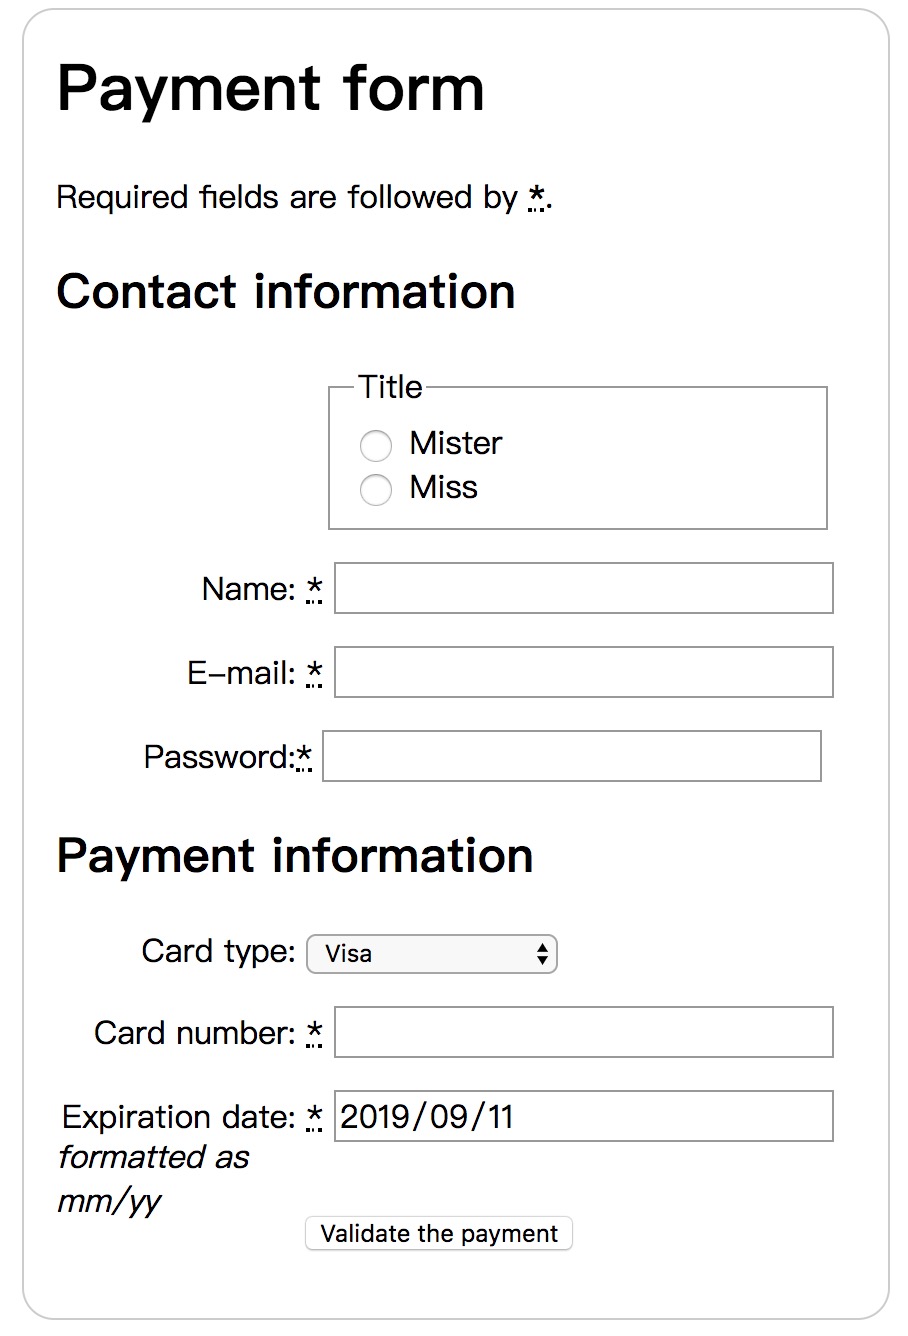 Payment form
Required fields are followed by *.
Contact information
Title
Mister
Miss
Name: *
E–mail: *
Password:*
Payment information
Card type: Visa
Card number: *
Expiration date: * 2019/09/11
formatted as
mm/yy
Validate the payment